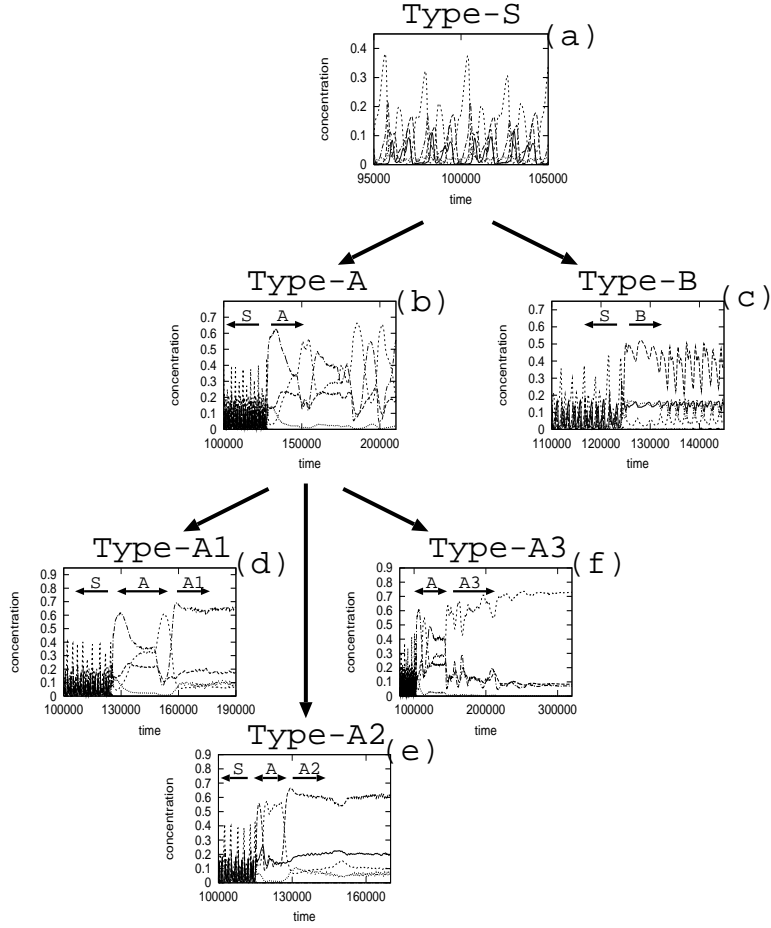 Type-S
(a)
concentration
0.4
0.3
0.2
0.1
0
95000 100000 105000
time
Type-A
(b)
S A
concentration
0.7
0.6
0.5
0.4
0.3
0.2
0.1
0
100000 150000 200000
time
Type-B
(c)
S B
concentration
0.7
0.6
0.5
0.4
0.3
0.2
0.1
0
110000 120000 130000 140000
time
Type-A1
(d)
S A A1
concentration
0.9
0.8
0.7
0.6
0.5
0.4
0.3
0.2
0.1
0
100000 130000 160000 190000
time
Type-A3
(f)
A A3
concentration
0.9
0.8
0.7
0.6
0.5
0.4
0.3
0.2
0.1
0
100000 200000 300000
time
Type-A2
(e)
S A A2
concentration
0.9
0.8
0.7
0.6
0.5
0.4
0.3
0.2
0.1
0
100000 130000 160000
time